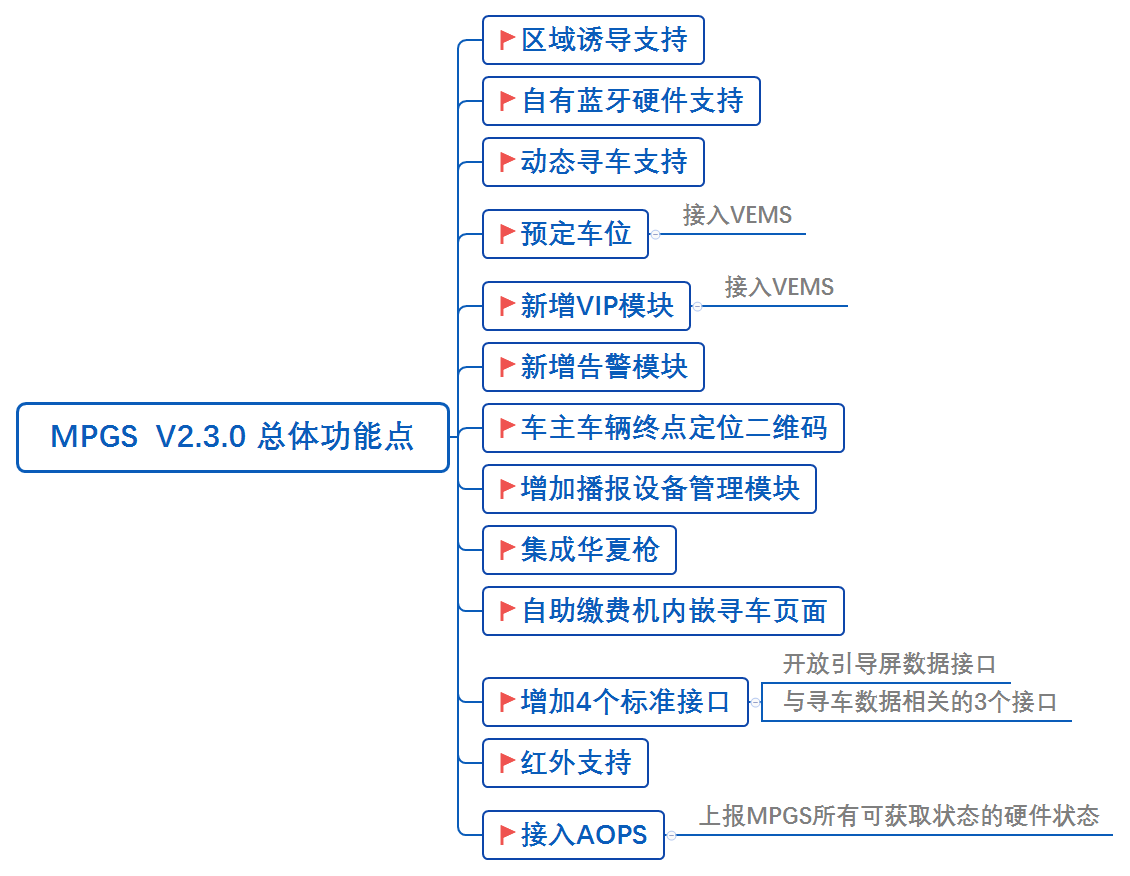 区域诱导支持
自有蓝牙硬件支持
动态寻车支持
预定车位
接入VEMS
新增VIP模块
接入VEMS
新增告警模块
MPGS  V2.3.0 总体功能点
车主车辆终点定位二维码
增加播报设备管理模块
集成华夏枪
自助缴费机内嵌寻车页面
增加4个标准接口
开放引导屏数据接口
与寻车数据相关的3个接口
红外支持
接入AOPS
上报MPGS所有可获取状态的硬件状态